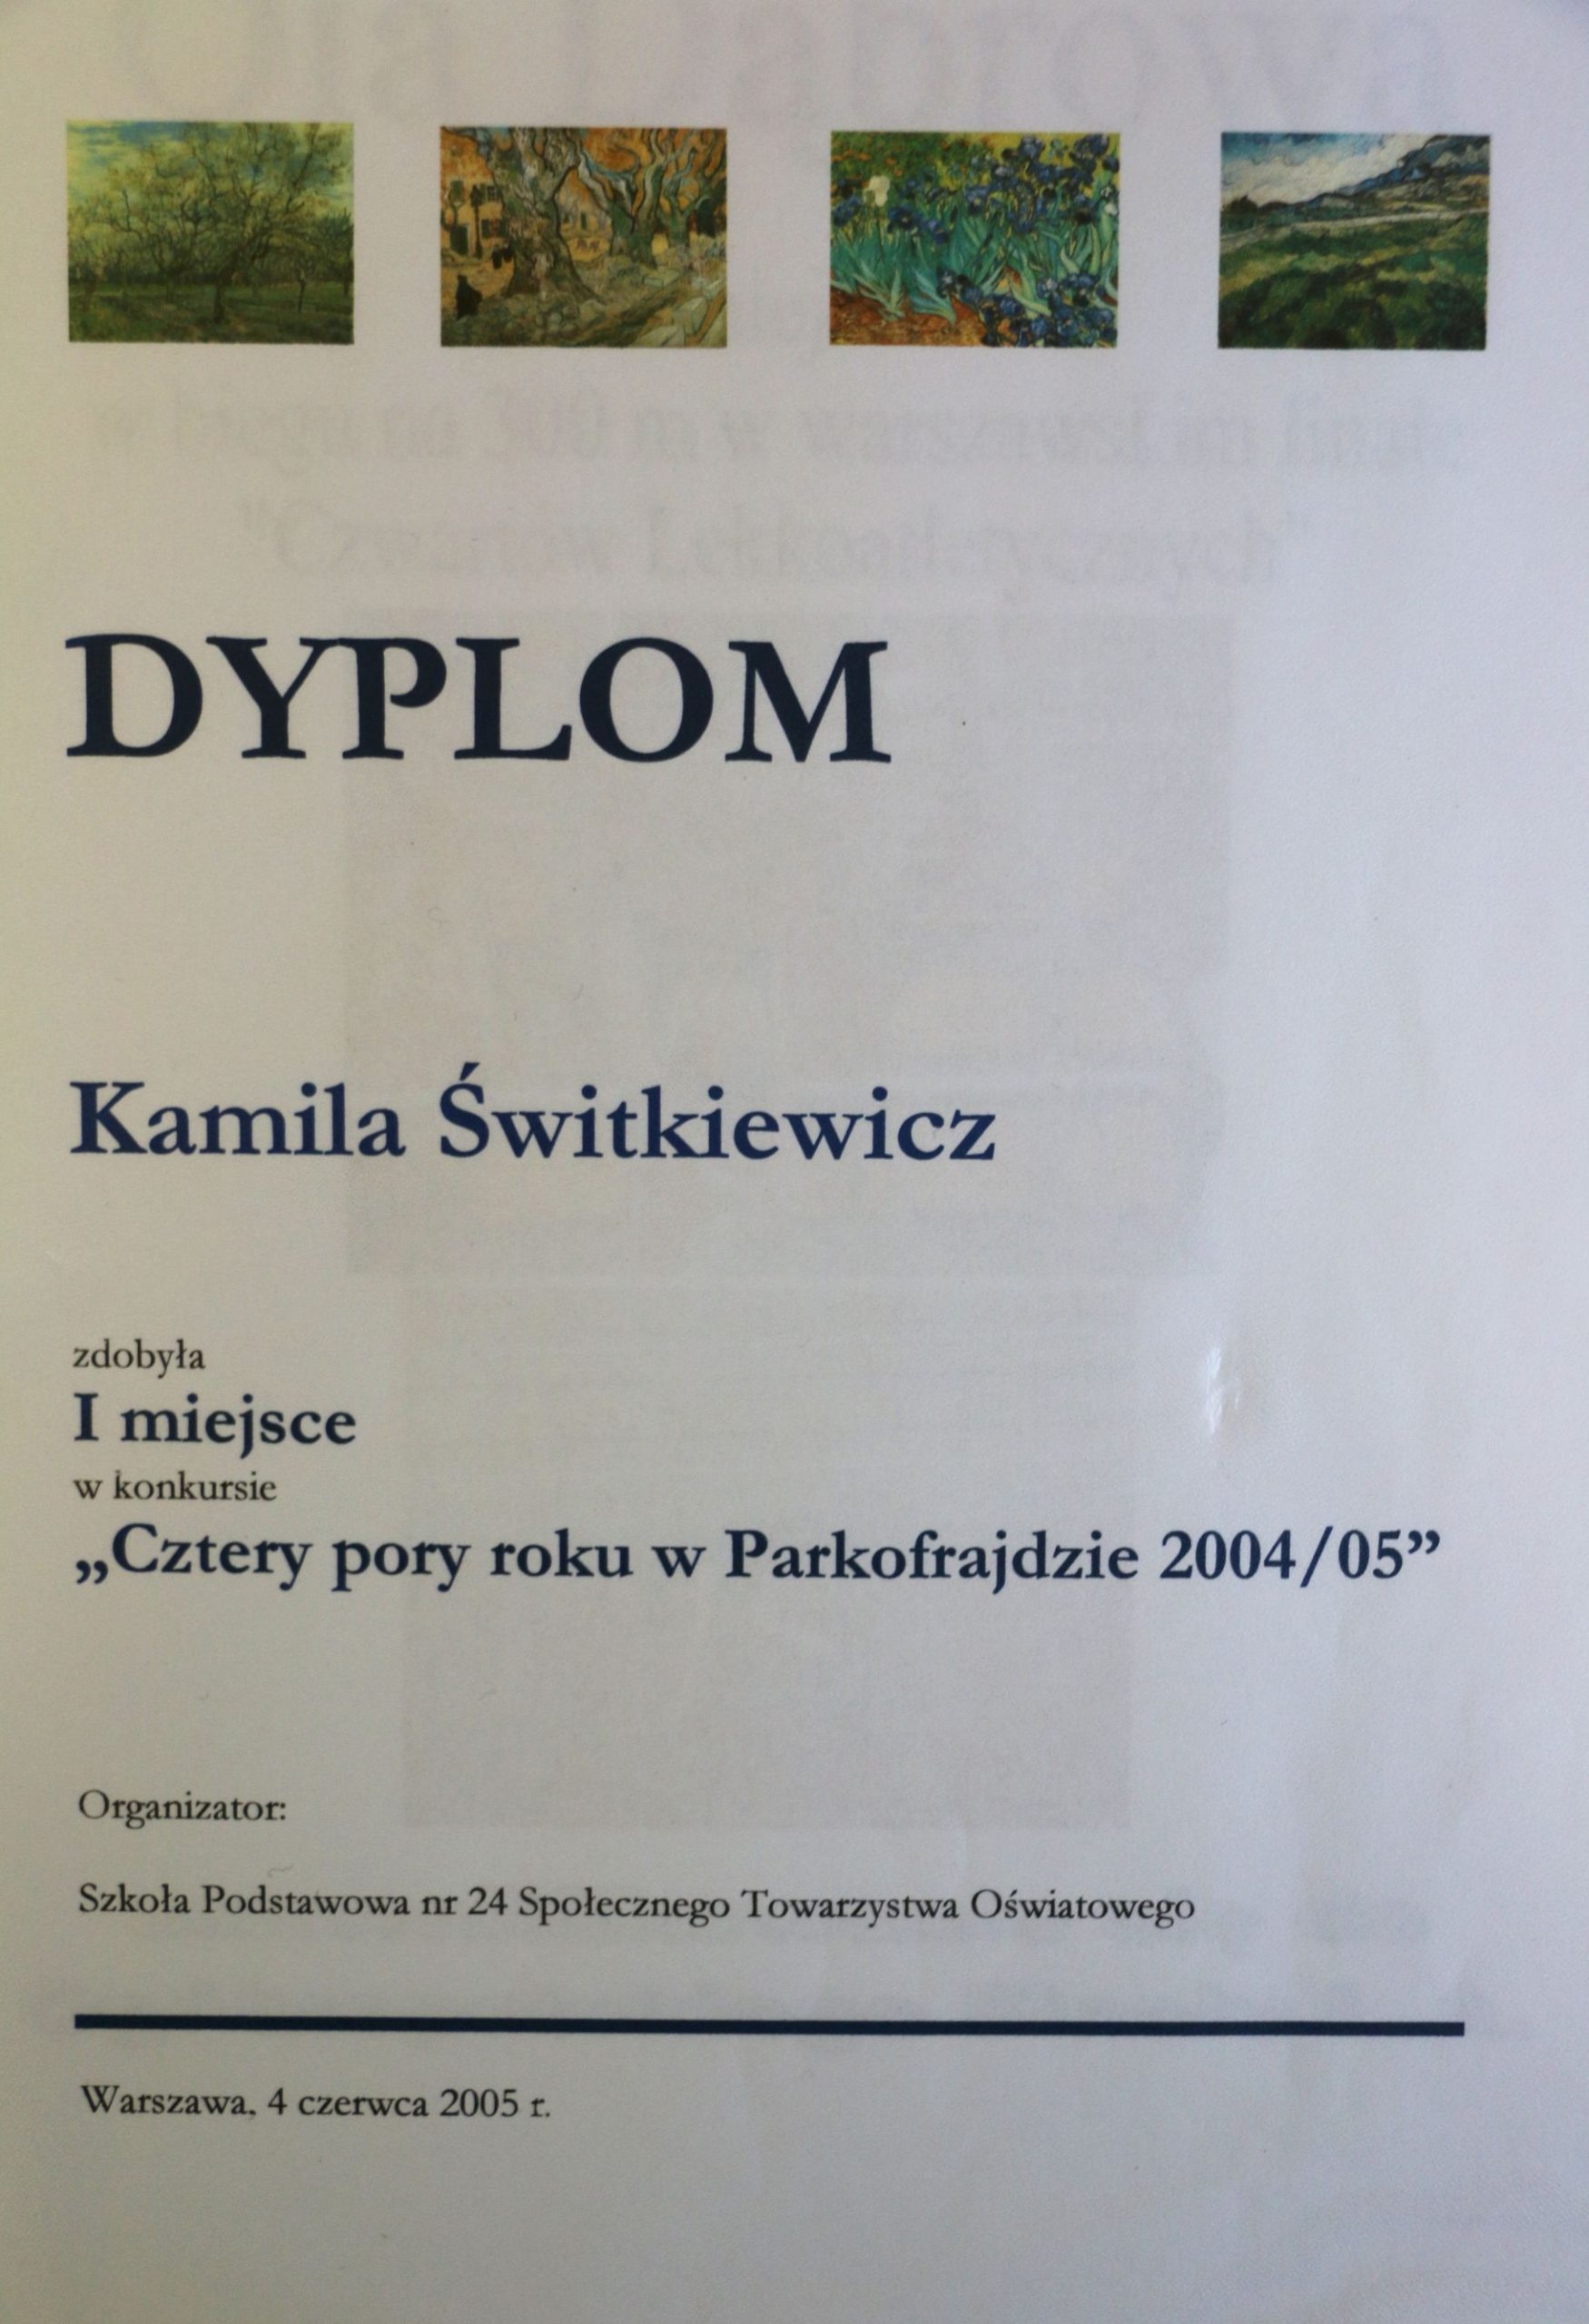 DYPLOM
Kamila Świtkiewicz
zdobyła
I miejsce
w konkursie
„Cztery pory roku w Parkofrajdzie 2004/05”
Organizator:
Szkoła Podstawowa nr 24 Społecznego Towarzystwa Oświatowego
Warszawa, 4 czerwca 2005 r.